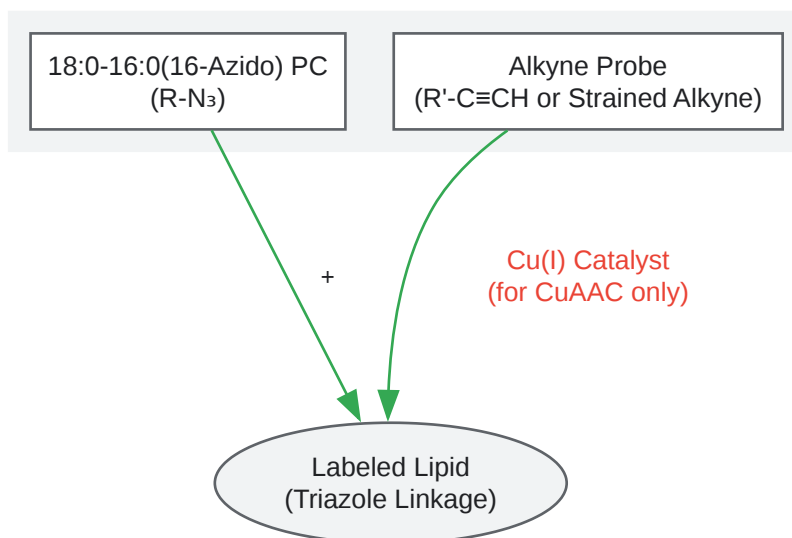 18:0-16:0(16-Azido) PC
(R-N₃)
Alkyne Probe
(R'-C≡CH or Strained Alkyne)
+
Cu(I) Catalyst
(for CuAAC only)
Labeled Lipid
(Triazole Linkage)